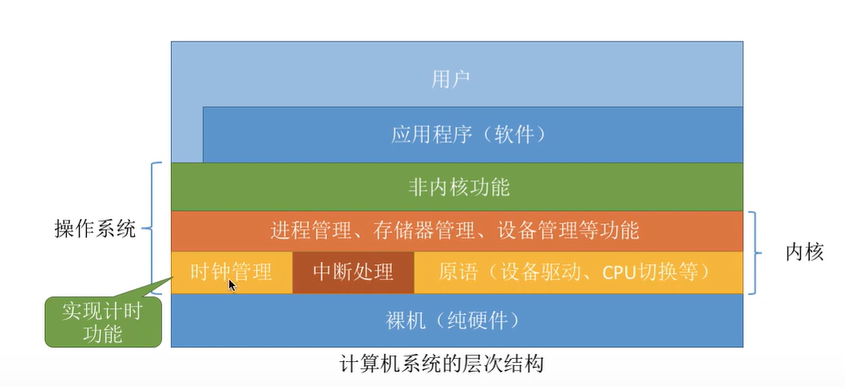 用户
应用程序（软件）
非内核功能
操作系统
进程管理、存储器管理、设备管理等功能
内核
时钟管理
中断处理
原语（设备驱动、CPU切换等）
实现计时
功能
裸机（纯硬件）
计算机系统的层次结构